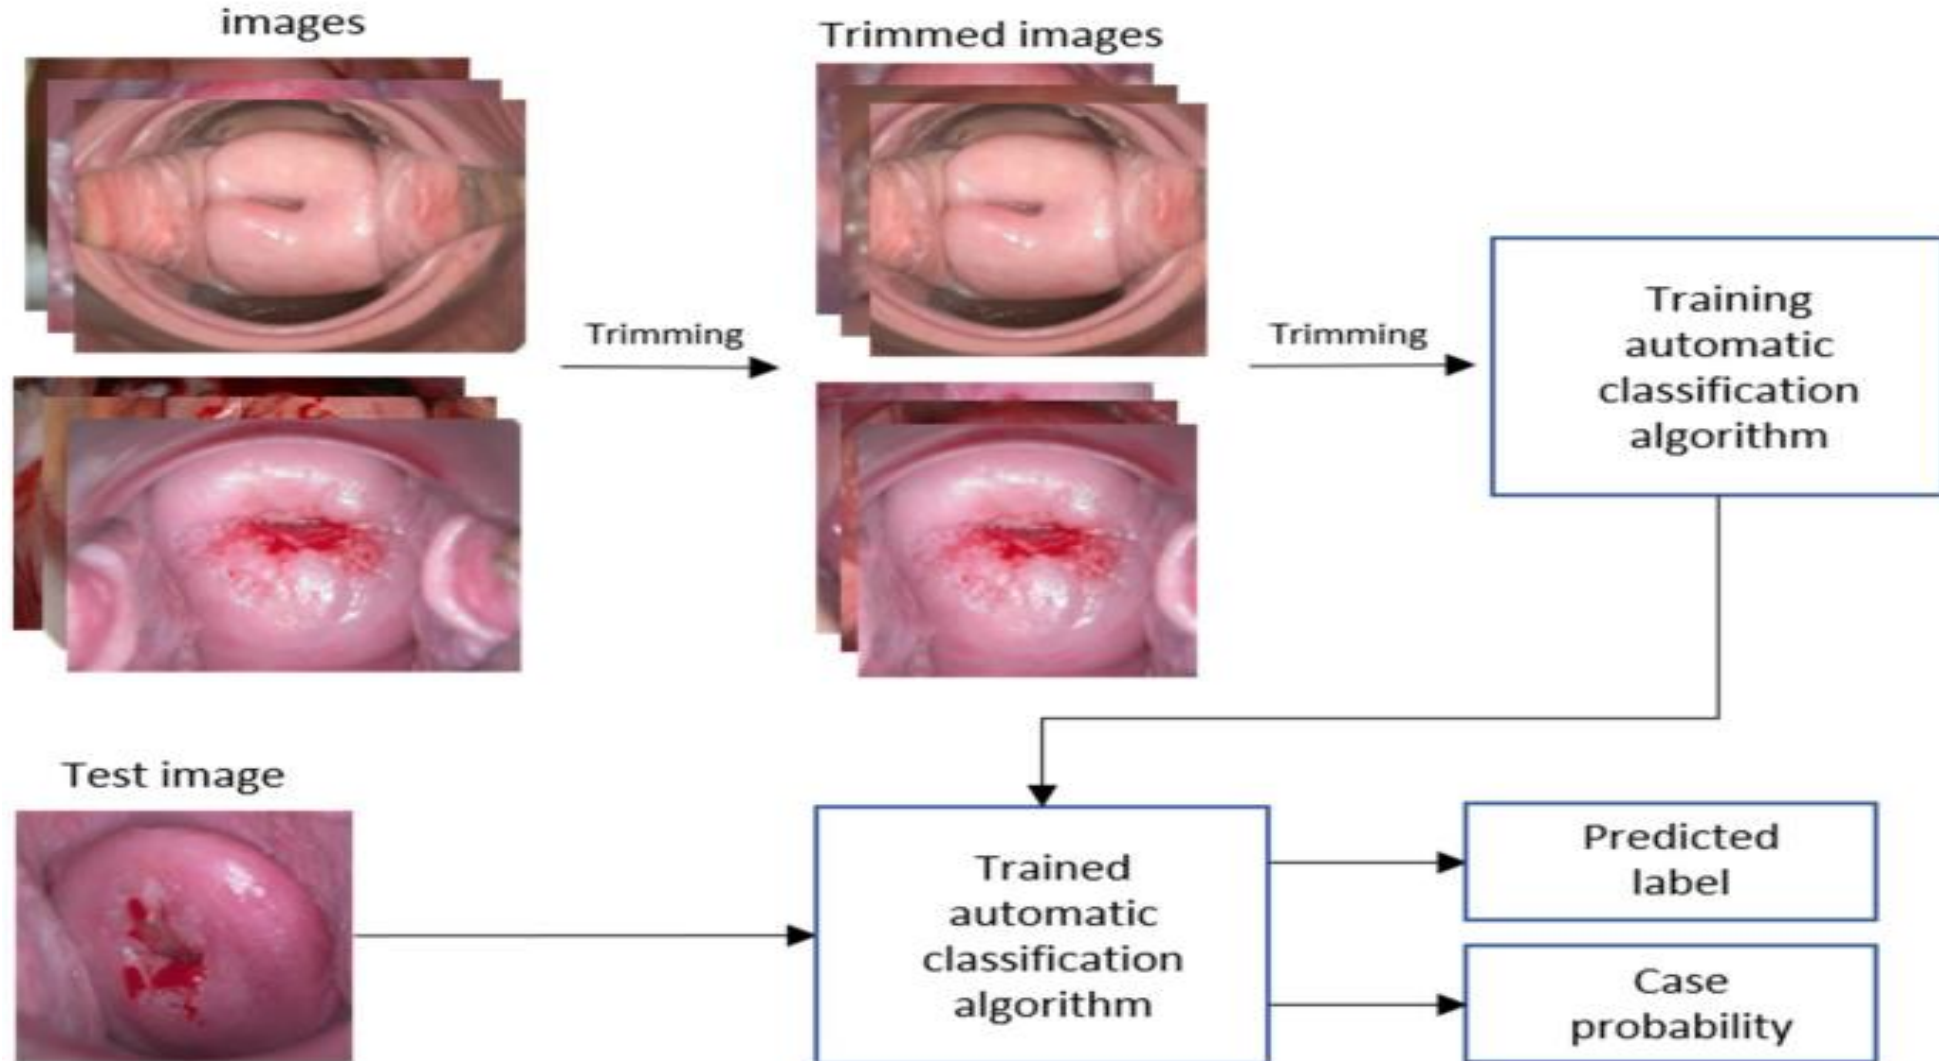 images
Trimmed images
Trimming
Trimming
Training
automatic
classification
algorithm
Test image
Trained
automatic
classification
algorithm
Predicted
label
Case
probability